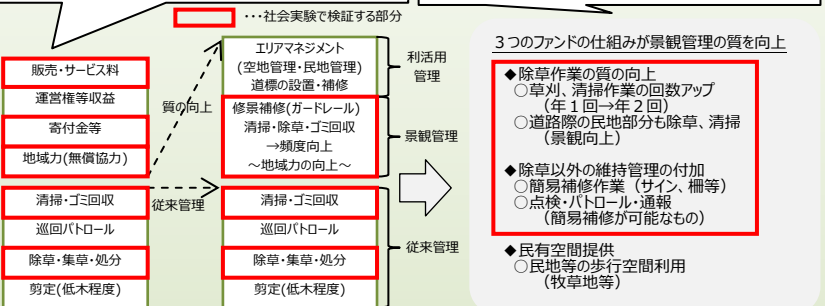 ・・・社会実験で検証する部分
販売・サービス料
運営権等収益
寄付金等
地域力(無償協力)
清掃・ゴミ回収
巡回パトロール
除草・集草・処分
剪定(低木程度)
質の向上
従来管理
エリアマネジメント
(空地管理・民地管理)
道標の設置・補修
修景補修(ガードレール)
清掃・除草・ゴミ回収
→頻度向上
～地域力の向上～
清掃・ゴミ回収
巡回パトロール
除草・集草・処分
剪定(低木程度)
利活用
管理
景観管理
従来管理
３つのファンドの仕組みが景観管理の質を向上
◆除草作業の質の向上
○草刈、清掃作業の回数アップ
（年１回→年２回）
○道路際の民地部分も除草、清掃
（景観向上）
◆除草以外の維持管理の付加
○簡易補修作業（サイン、柵等）
○点検・パトロール・通報
（簡易補修が可能なもの）
◆民有空間提供
○民地等の歩行空間利用
（牧草地等）